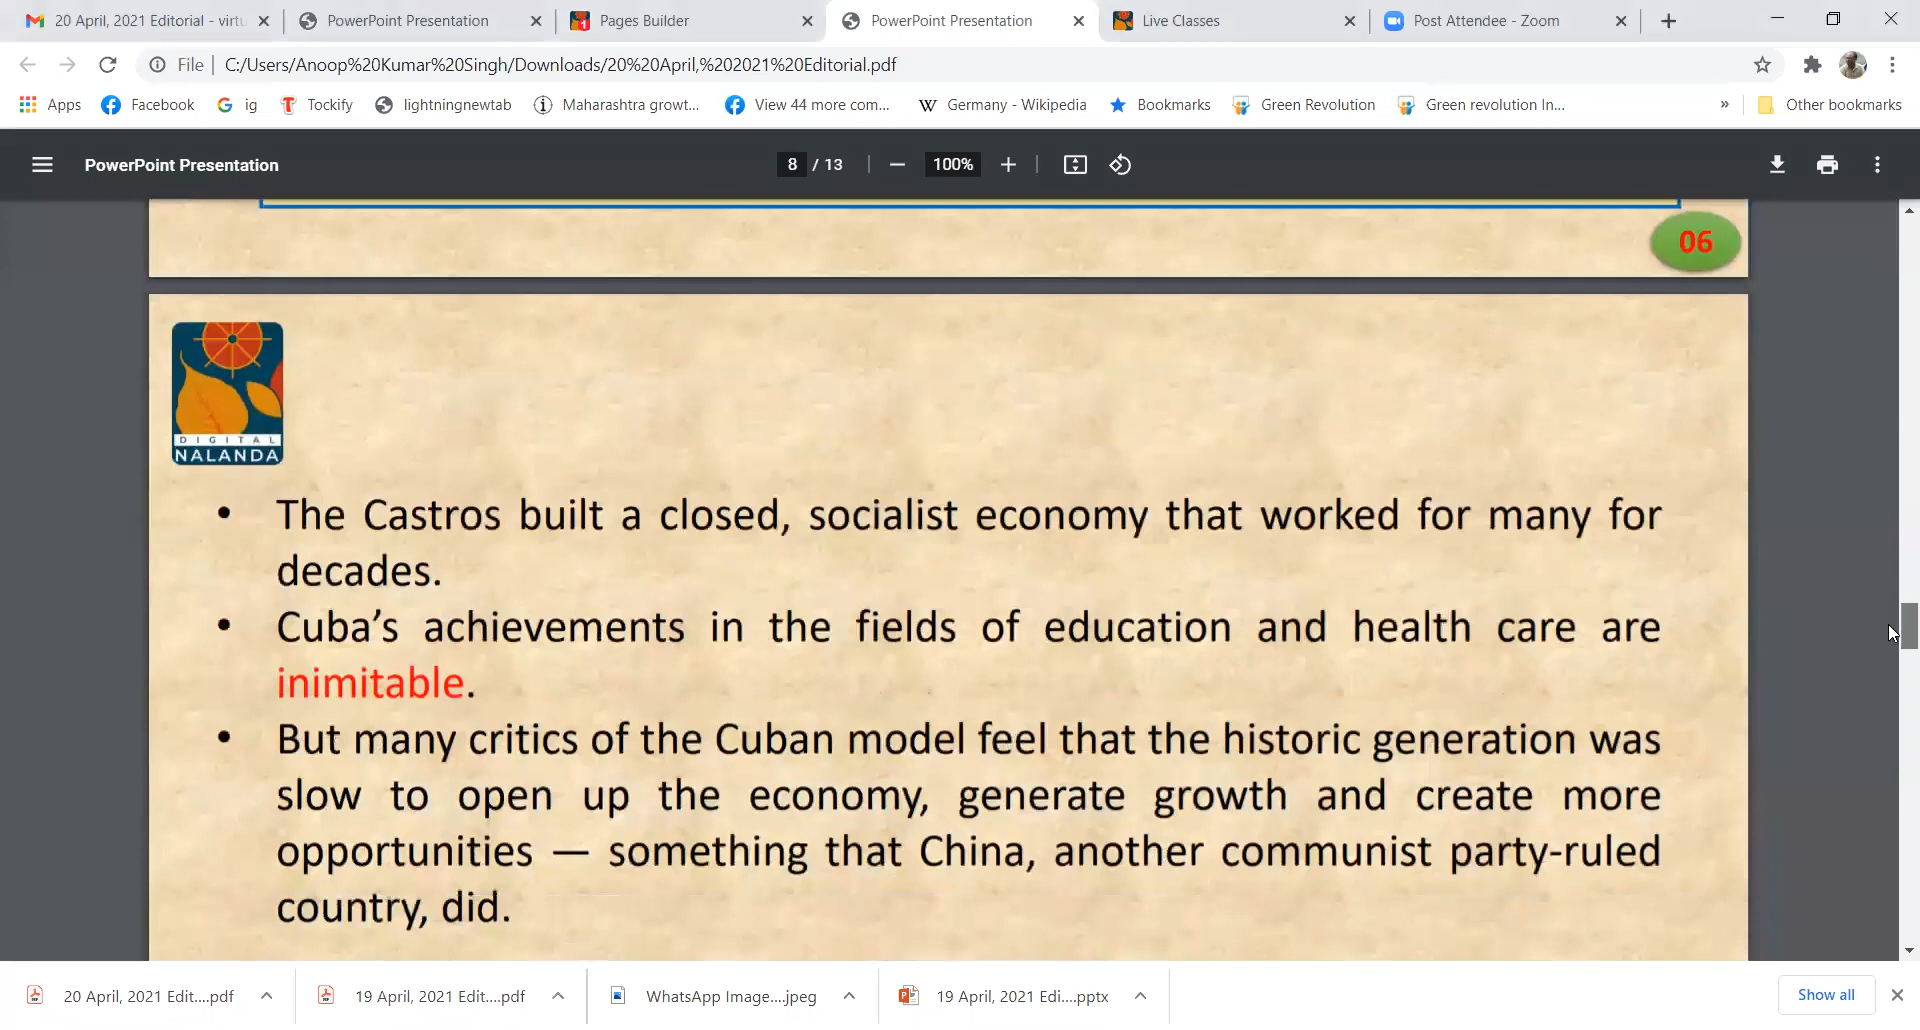 20 April, 2021 Editorial - virtu
PowerPoint Presentation
Pages Builder
PowerPoint Presentation
Live Classes
Post Attendee - Zoom
File
C:/Users/Anoop%20Kumar%20Singh/Downloads/20%20April,%202021%20Editorial.pdf
Apps
Facebook
ig
Tockify
lightningnewtab
Maharashtra growt...
View 44 more com...
Germany - Wikipedia
Bookmarks
Green Revolution
Green revolution In...
»
Other bookmarks
PowerPoint Presentation
8 / 13
100%
06
DIGITAL
NALANDA
• The Castros built a closed, socialist economy that worked for many for
decades.
• Cuba’s achievements in the fields of education and health care are
inimitable.
• But many critics of the Cuban model feel that the historic generation was
slow to open up the economy, generate growth and create more
opportunities — something that China, another communist party-ruled
country, did.
20 April, 2021 Edit....pdf
19 April, 2021 Edit....pdf
WhatsApp Image....jpeg
19 April, 2021 Edi....pptx
Show all